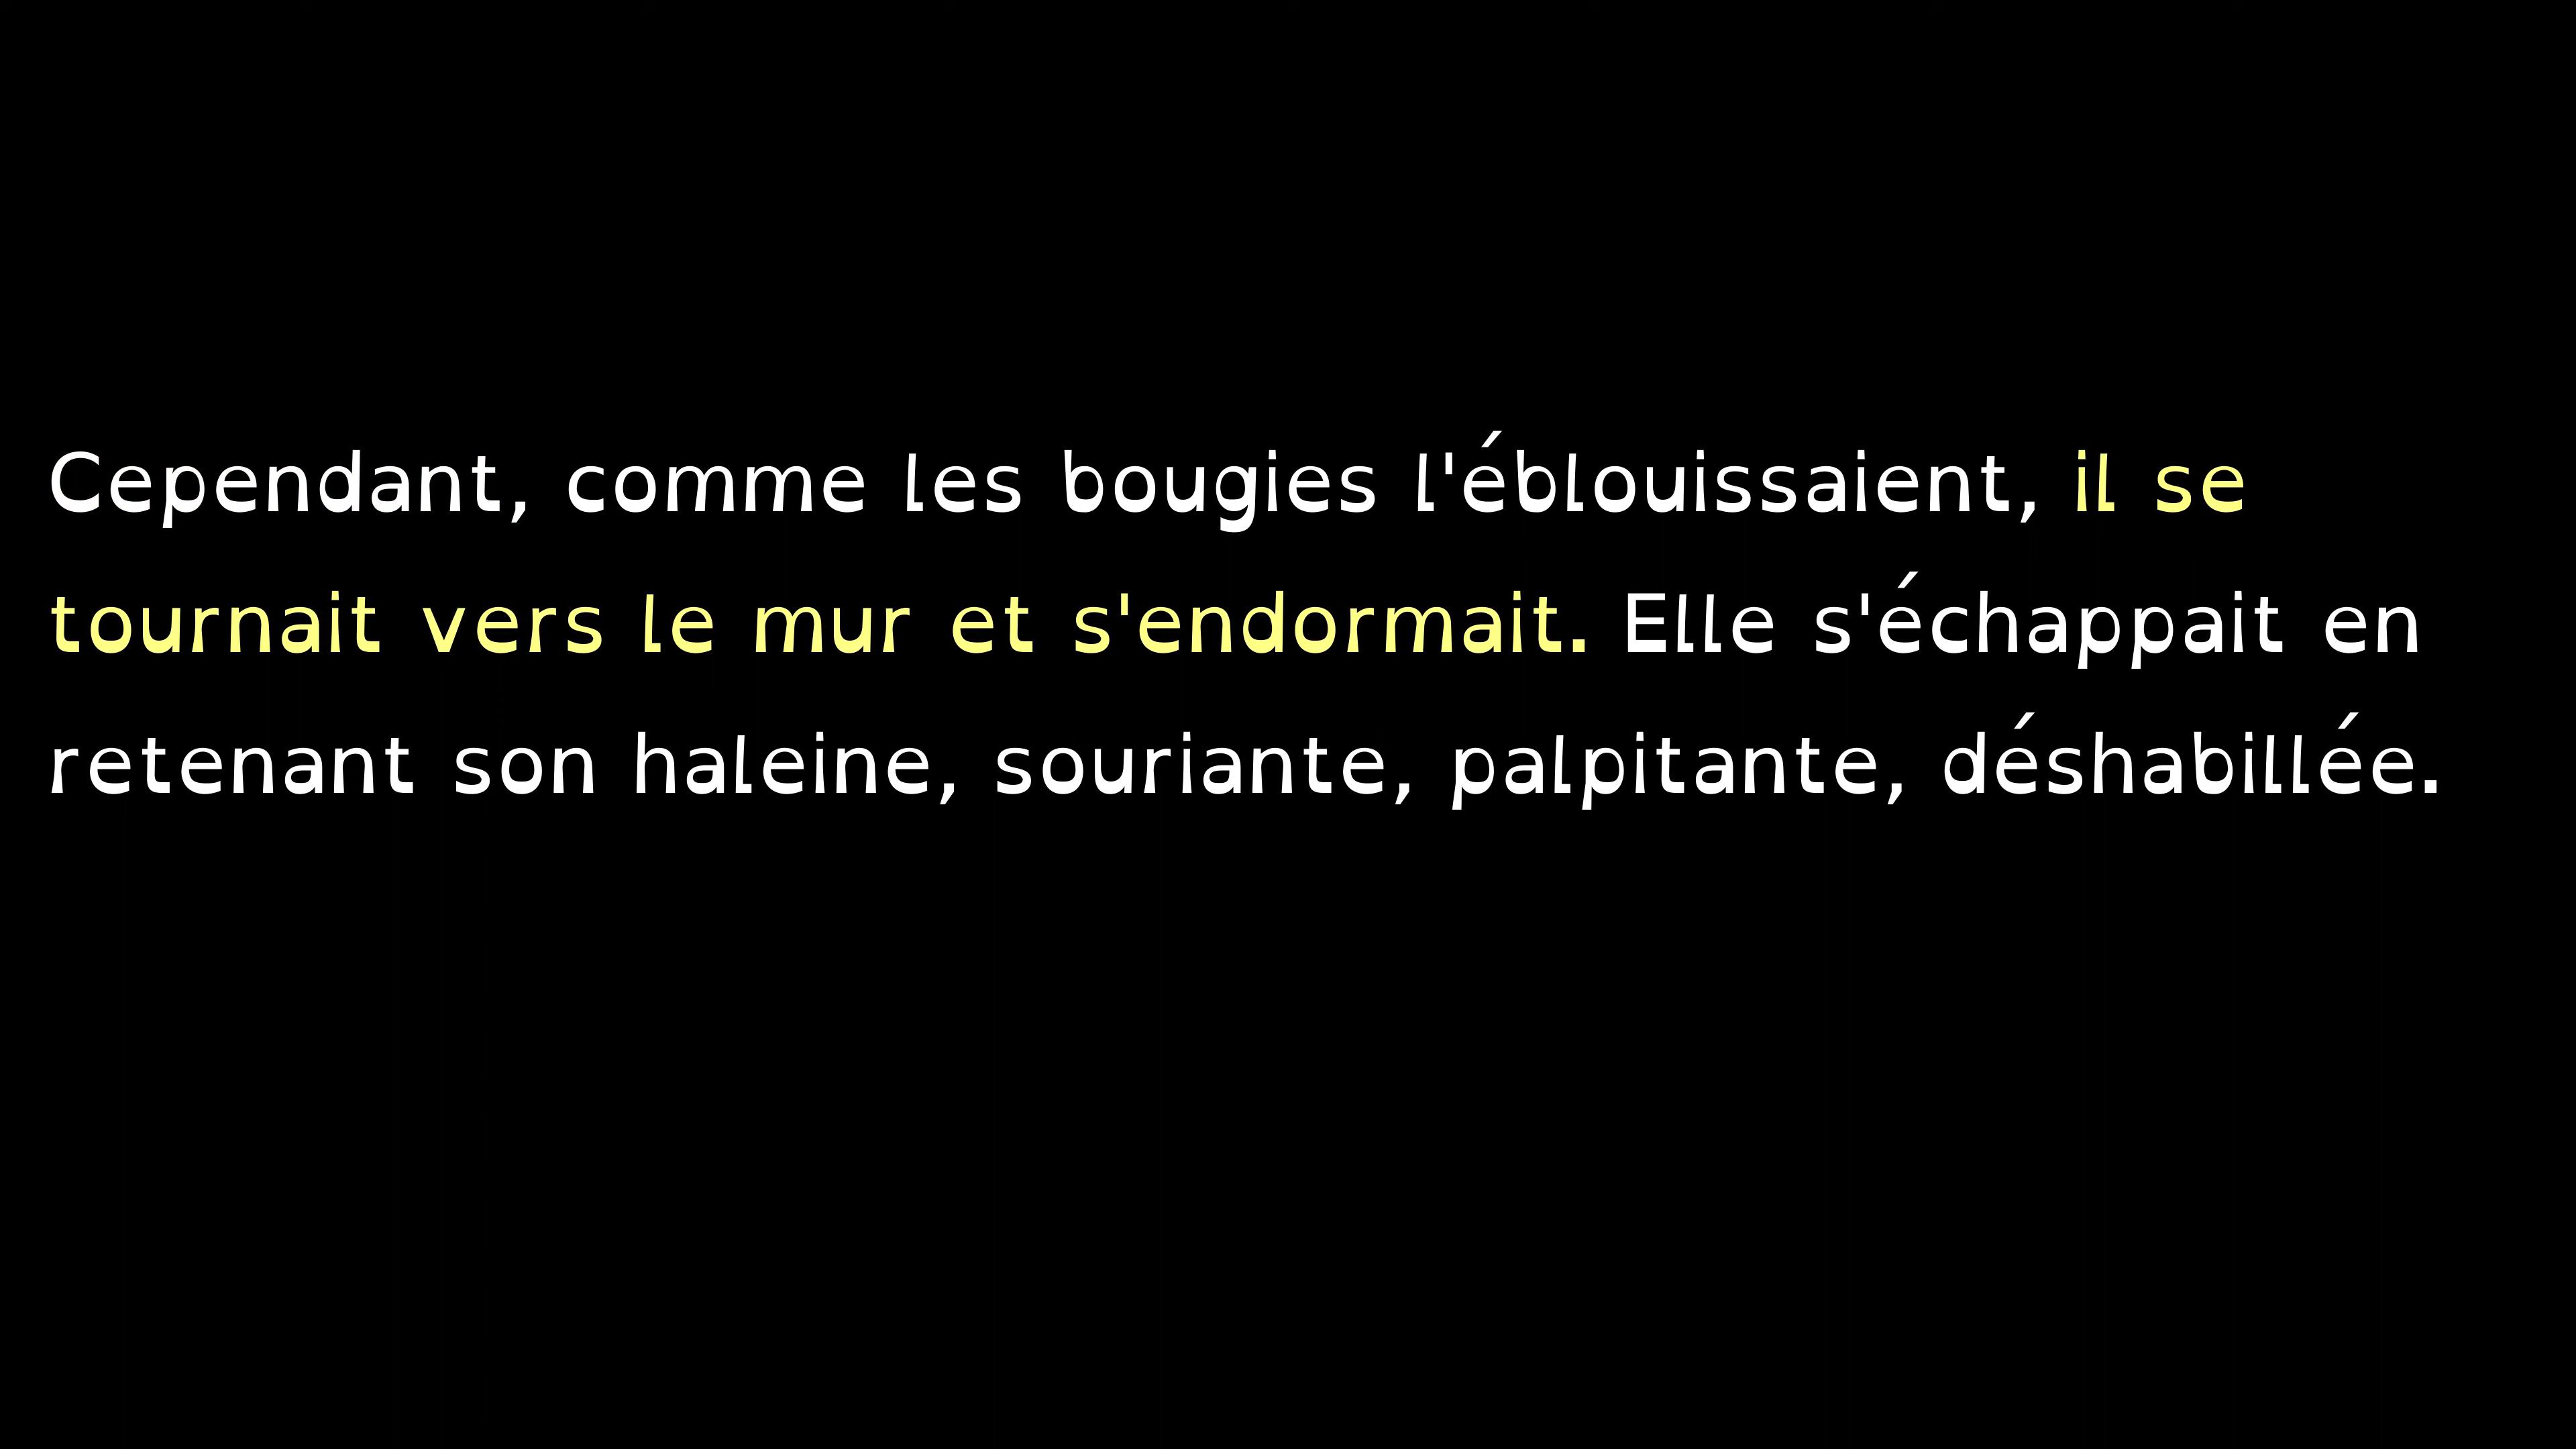 Cependant, comme les bougies l'éblouissaient, il se
tournait vers le mur et s'endormait. Elle s'échappait en
retenant son haleine, souriante, palpitante, déshabillée.